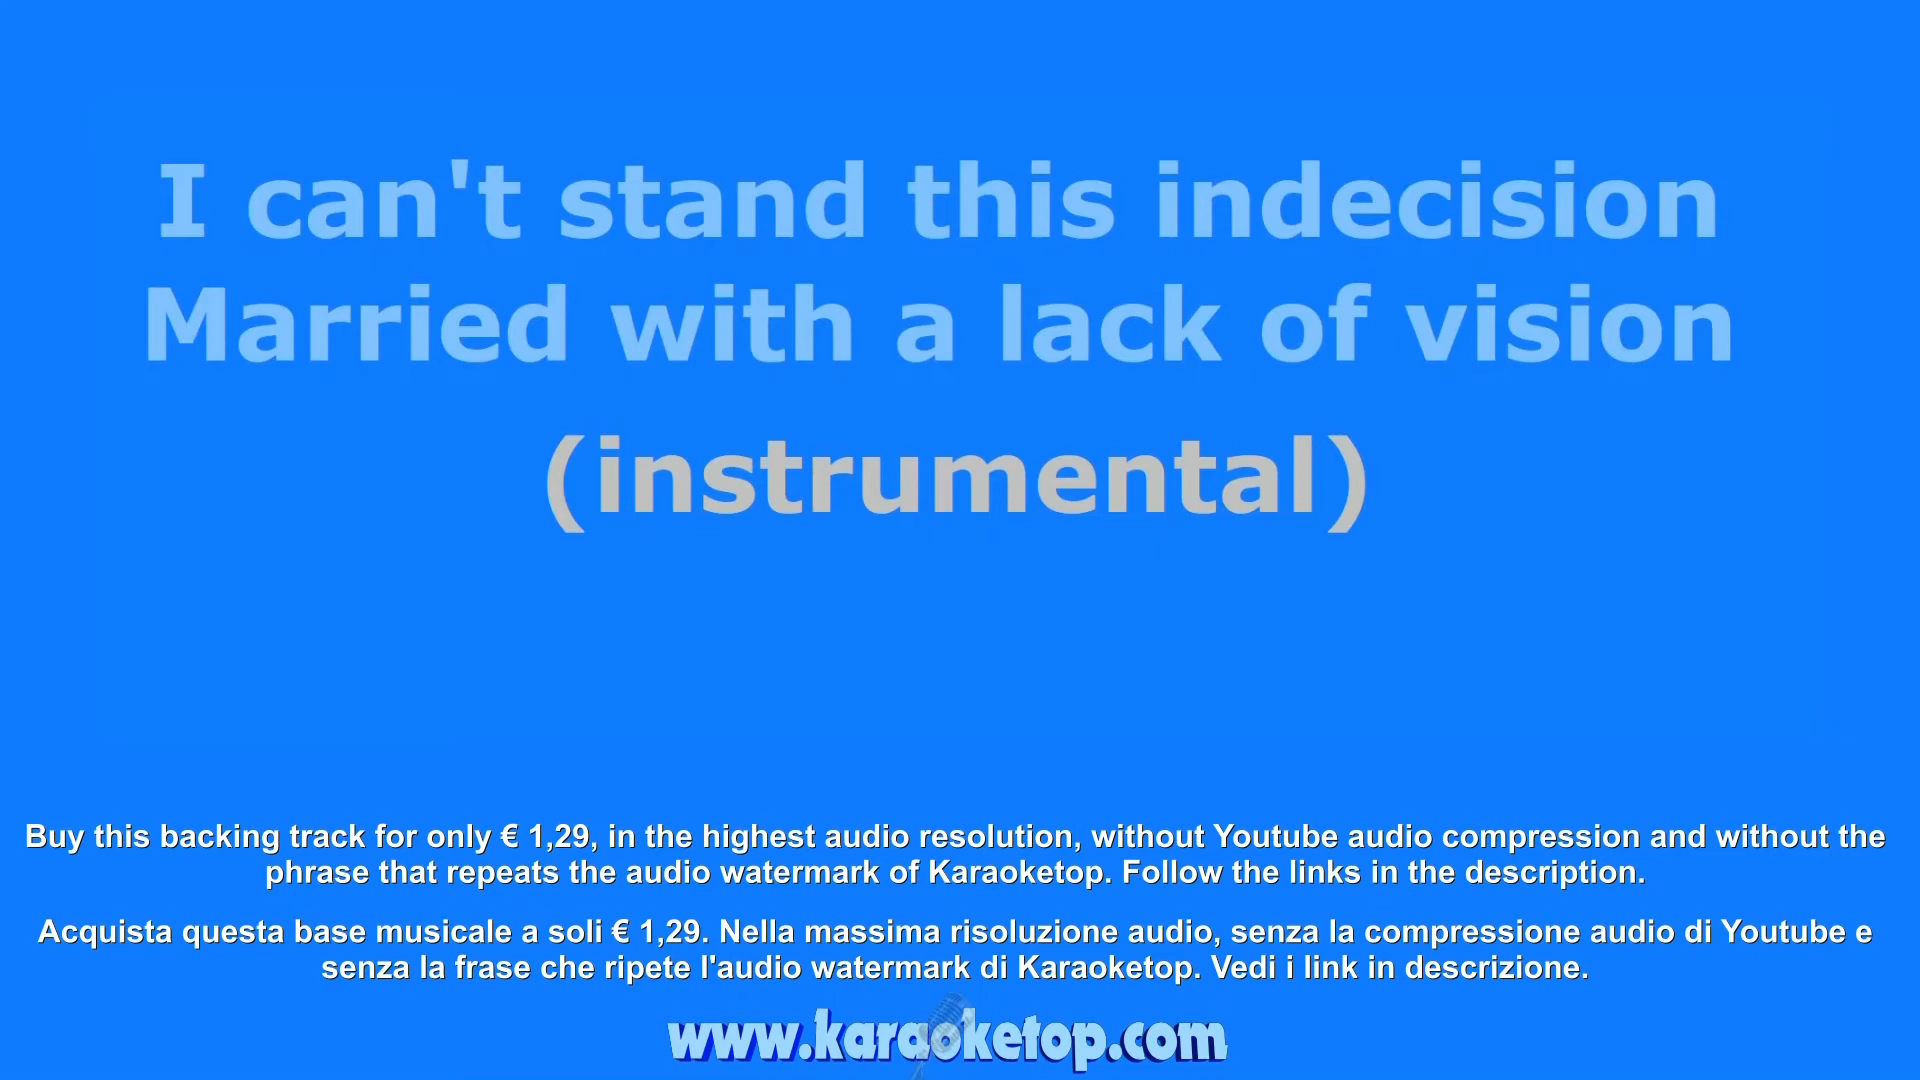 I can't stand this indecision
Married with a lack of vision
(instrumental)
Buy this backing track for only € 1,29, in the highest audio resolution, without Youtube audio compression and without the
phrase that repeats the audio watermark of Karaoketop. Follow the links in the description.
Acquista questa base musicale a soli € 1,29. Nella massima risoluzione audio, senza la compressione audio di Youtube e
senza la frase che ripete l'audio watermark di Karaoketop. Vedi i link in descrizione.
www.karaoketop.com